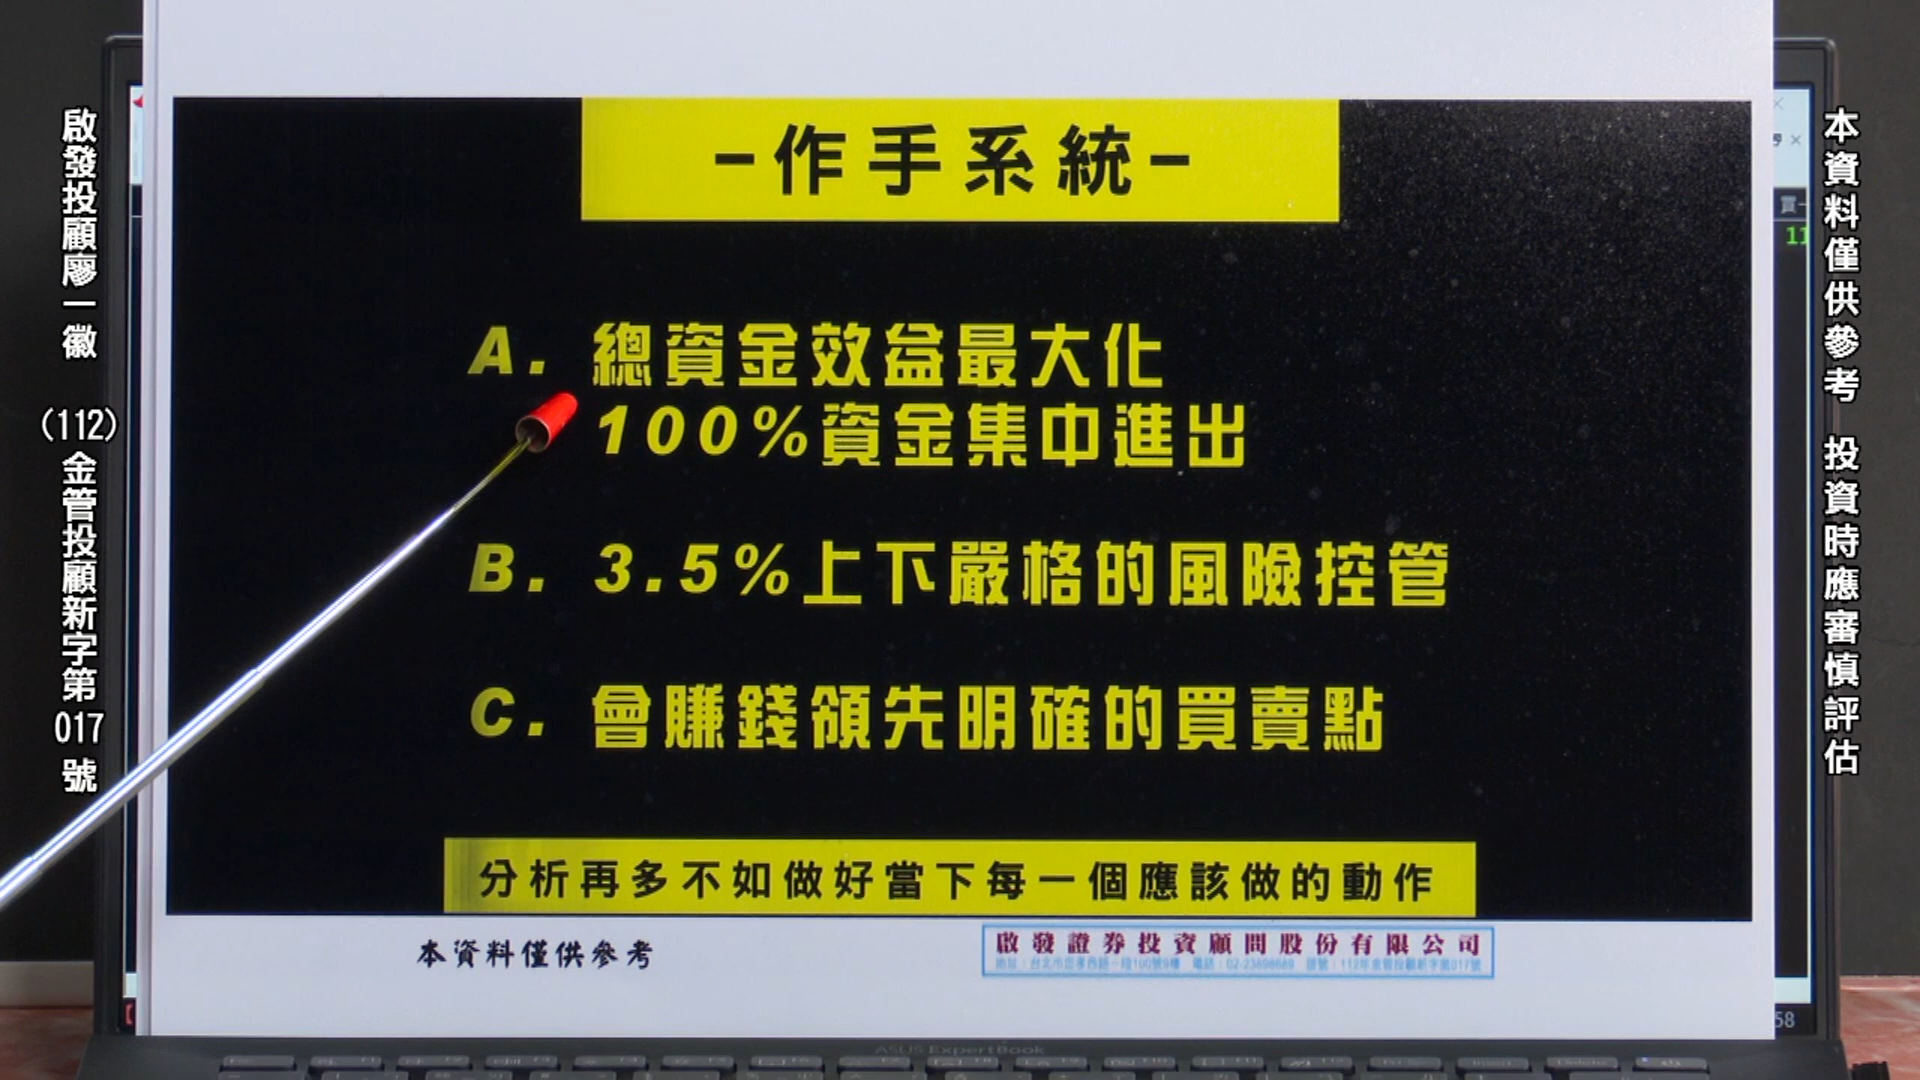 啟發投顧廖一徽 (112)金管投顧新字第017號
本資料僅供參考 投資時應審慎評估
-作手系統-
A. 總資金效益最大化
100%資金集中進出
B. 3.5%上下嚴格的風險控管
C. 會賺錢領先明確的買賣點
分析再多不如做好當下每一個應該做的動作
本資料僅供參考
啟發證券投資顧問股份有限公司
ASUS ExpertBook
58